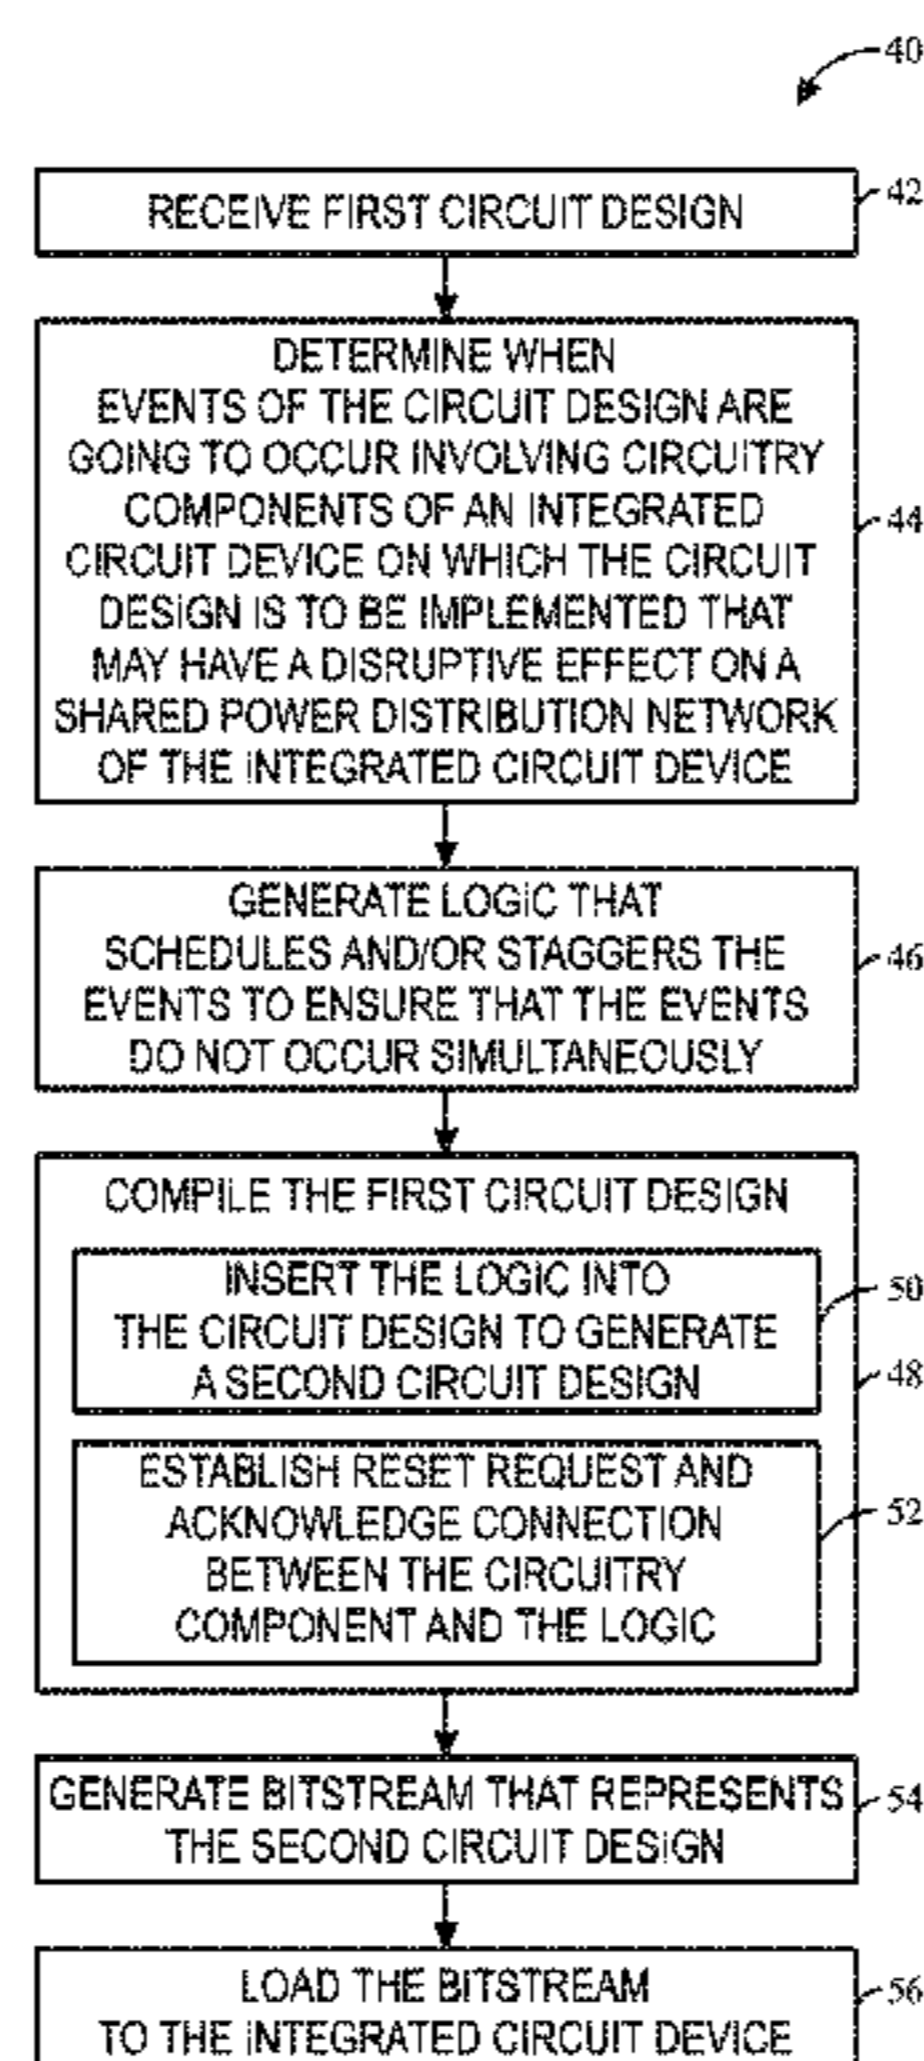 40
RECEIVE FIRST CIRCUIT DESIGN
42
DETERMINE WHEN
EVENTS OF THE CIRCUIT DESIGN ARE
GOING TO OCCUR INVOLVING CIRCUITRY
COMPONENTS OF AN INTEGRATED
CIRCUIT DEVICE ON WHICH THE CIRCUIT
DESIGN IS TO BE IMPLEMENTED THAT
MAY HAVE A DISRUPTIVE EFFECT ON A
SHARED POWER DISTRIBUTION NETWORK
OF THE INTEGRATED CIRCUIT DEVICE
44
GENERATE LOGIC THAT
SCHEDULES AND/OR STAGGERS THE
EVENTS TO ENSURE THAT THE EVENTS
DO NOT OCCUR SIMULTANEOUSLY
46
COMPILE THE FIRST CIRCUIT DESIGN
INSERT THE LOGIC INTO
THE CIRCUIT DESIGN TO GENERATE
A SECOND CIRCUIT DESIGN
50
48
ESTABLISH RESET REQUEST AND
ACKNOWLEDGE CONNECTION
BETWEEN THE CIRCUITRY
COMPONENT AND THE LOGIC
52
GENERATE BITSTREAM THAT REPRESENTS
THE SECOND CIRCUIT DESIGN
54
LOAD THE BITSTREAM
TO THE INTEGRATED CIRCUIT DEVICE
56